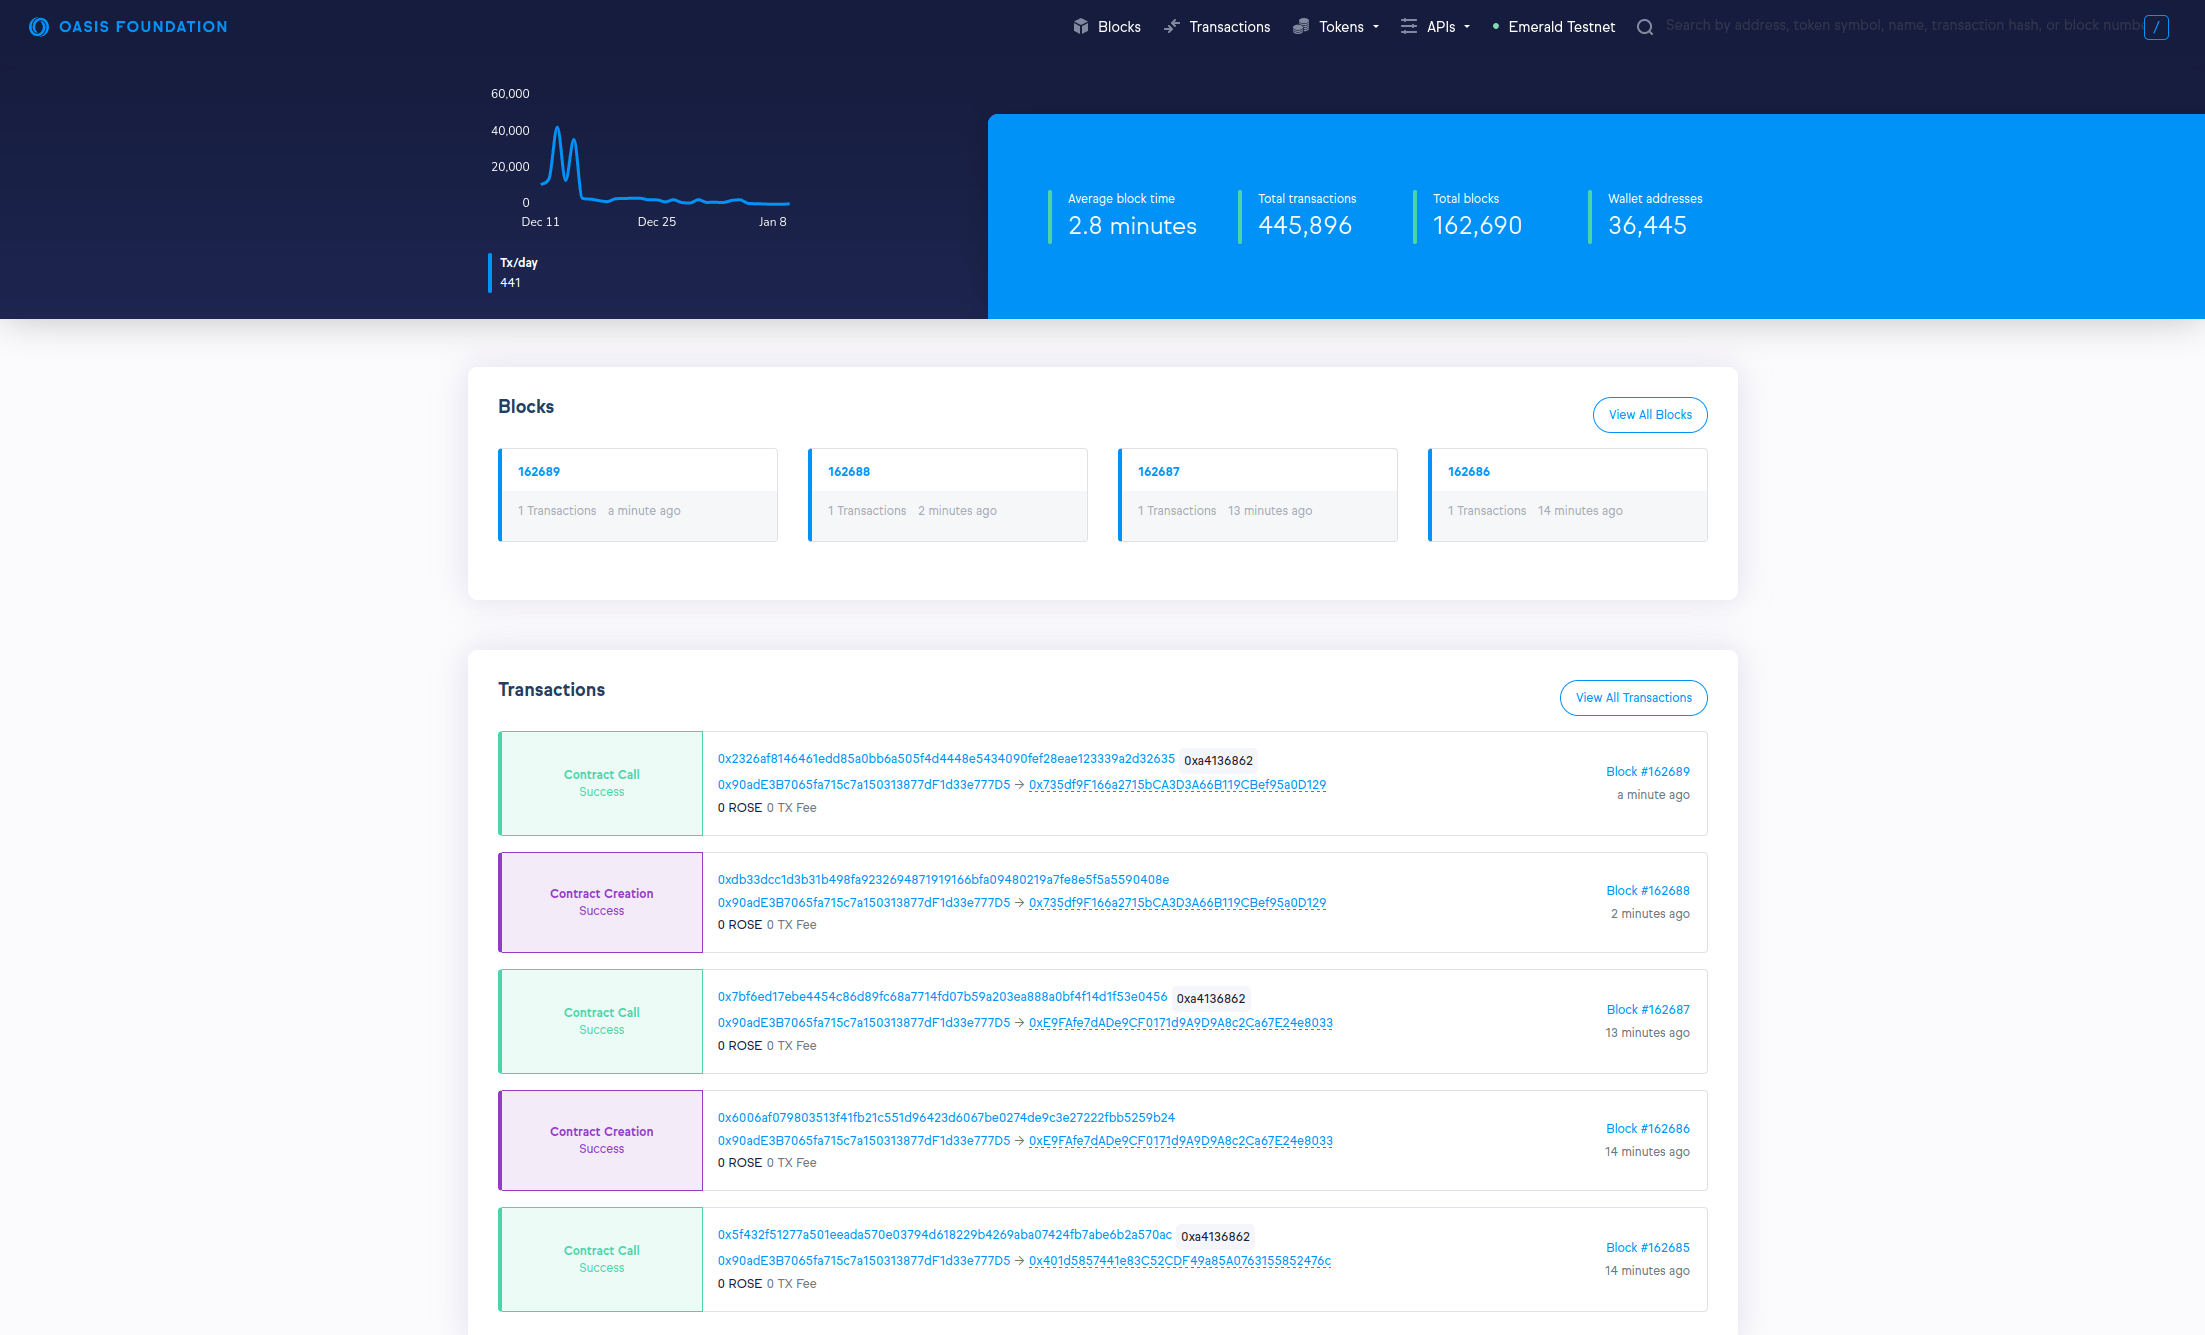 OASIS FOUNDATION
Blocks
Transactions
Tokens
APIs
Emerald Testnet
Search by address, token symbol, name, transaction hash, or block numbe
/
60,000
40,000
20,000
0
Dec 11
Dec 25
Jan 8
Tx/day
441
Average block time
2.8 minutes
Total transactions
445,896
Total blocks
162,690
Wallet addresses
36,445
Blocks
View All Blocks
162689
1 Transactions a minute ago
162688
1 Transactions 2 minutes ago
162687
1 Transactions 13 minutes ago
162686
1 Transactions 14 minutes ago
Transactions
View All Transactions
Contract Call
Success
0x2326af8146461edd85a0bb6a505f4d4448e5434090fef28eae123339a2d32635 0xa4136862
0x90adE3B7065fa715c7a150313877dF1d33e777D5 → 0x735df9F166a2715bCA3D3A66B119CBef95a0D129
0 ROSE 0 TX Fee
Block #162689
a minute ago
Contract Creation
Success
0xdb33dcc1d3b31b498fa9232694871919166bfa09480219a7fe8e5f5a5590408e
0x90adE3B7065fa715c7a150313877dF1d33e777D5 → 0x735df9F166a2715bCA3D3A66B119CBef95a0D129
0 ROSE 0 TX Fee
Block #162688
2 minutes ago
Contract Call
Success
0x7bf6ed17ebe4454c86d89fc68a7714fd07b59a203ea888a0bf4f14d1f53e0456 0xa4136862
0x90adE3B7065fa715c7a150313877dF1d33e777D5 → 0xE9FAfe7dADe9CF0171d9A9D9A8c2Ca67E24e8033
0 ROSE 0 TX Fee
Block #162687
13 minutes ago
Contract Creation
Success
0x6006af079803513f41fb21c551d96423d6067be0274de9c3e27222fbb5259b24
0x90adE3B7065fa715c7a150313877dF1d33e777D5 → 0xE9FAfe7dADe9CF0171d9A9D9A8c2Ca67E24e8033
0 ROSE 0 TX Fee
Block #162686
14 minutes ago
Contract Call
Success
0x5f432f51277a501eeada570e03794d618229b4269aba07424fb7abe6b2a570ac 0xa4136862
0x90adE3B7065fa715c7a150313877dF1d33e777D5 → 0x401d5857441e83C52CDF49a85A0763155852476c
0 ROSE 0 TX Fee
Block #162685
14 minutes ago